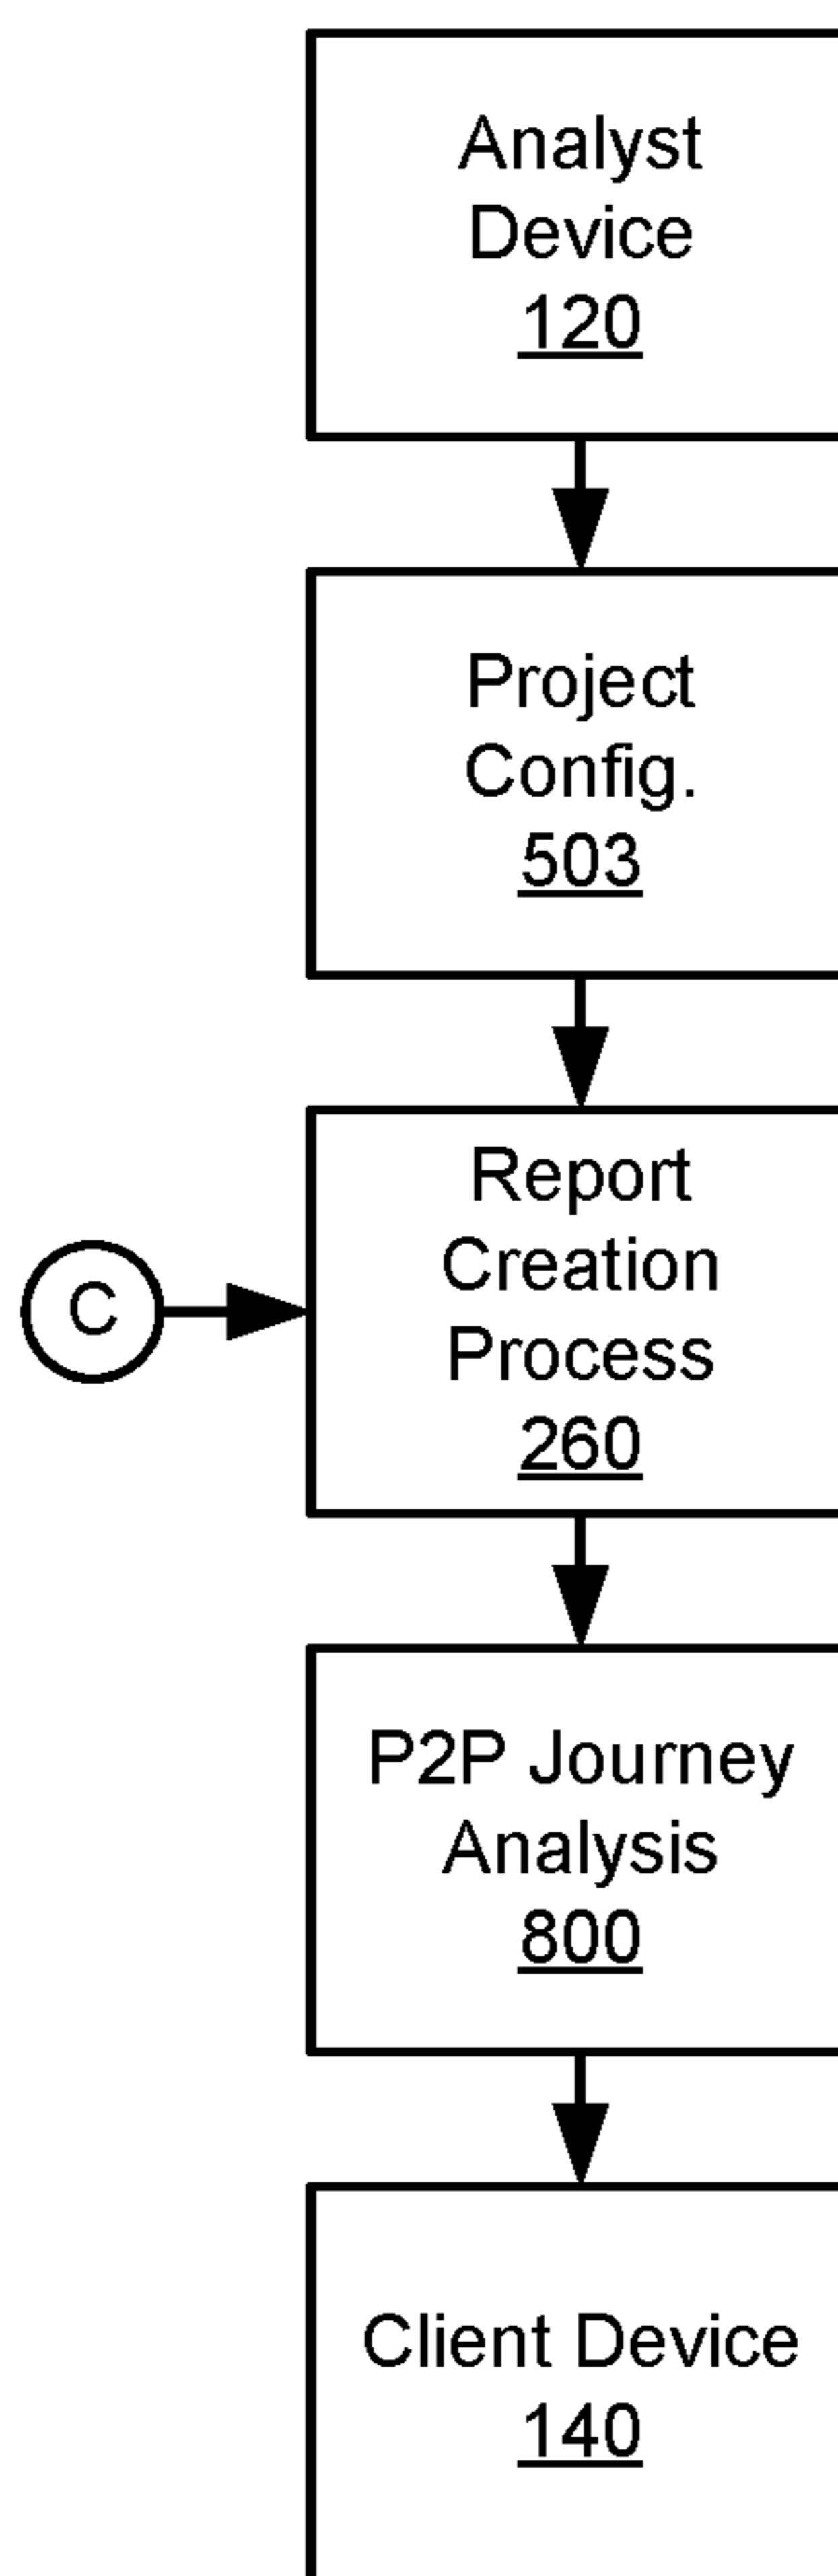 Analyst
Device
120
Project
Config.
503
Report
Creation
Process
260
C
P2P Journey
Analysis
800
Client Device
140